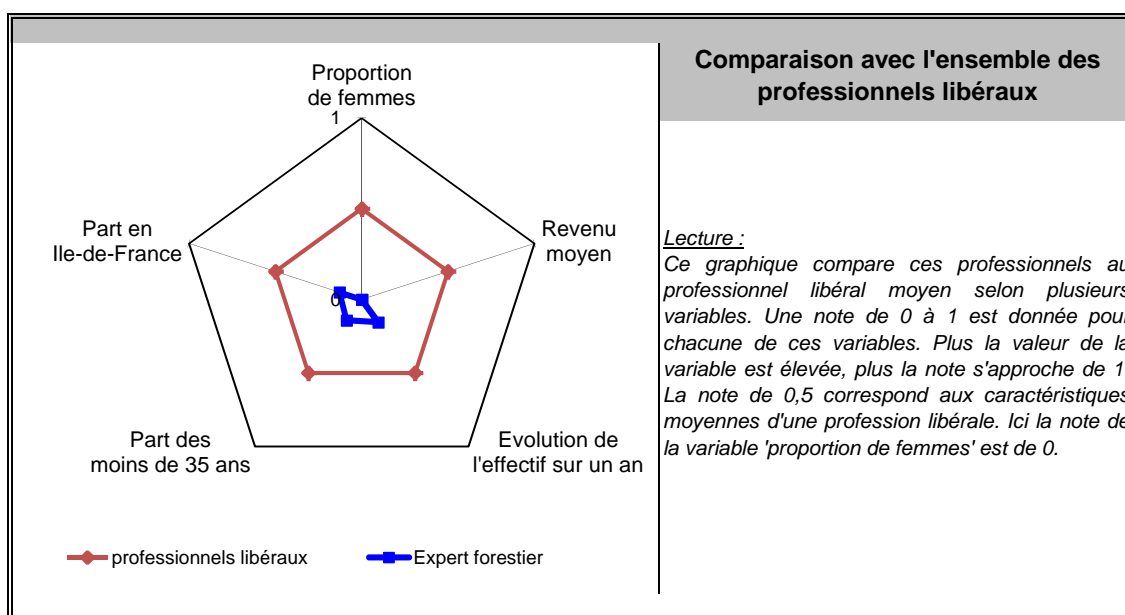 Comparaison avec l'ensemble des
professionnels libéraux
Proportion
de femmes
1
Part en
Ile-de-France
Revenu
moyen
0
Part des
moins de 35 ans
Evolution de
l'effectif sur un an
professionnels libéraux
Expert forestier
Lecture :
Ce graphique compare ces professionnels au
professionnel libéral moyen selon plusieurs
variables. Une note de 0 à 1 est donnée pour
chacune de ces variables. Plus la valeur de la
variable est élevée, plus la note s'approche de 1
La note de 0,5 correspond aux caractéristiques
moyennes d'une profession libérale. Ici la note de
la variable 'proportion de femmes' est de 0.